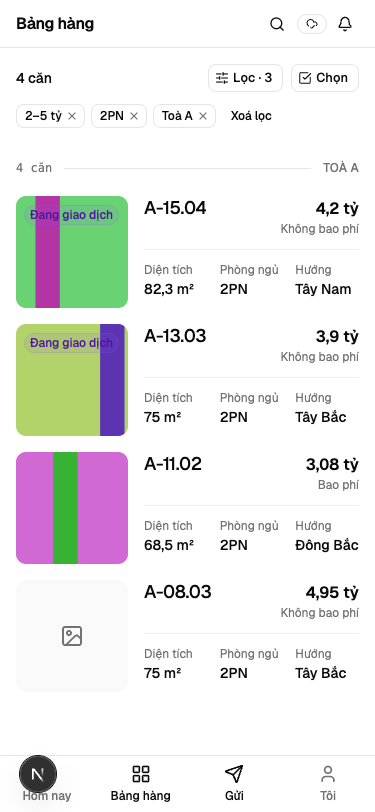 Bảng hàng
4 căn
Lọc · 3
Chọn
2–5 tỷ
2PN
Toà A
Xoá lọc
4 căn
TOÀ A
Đang giao dịch
A-15.04
4,2 tỷ
Không bao phí
Diện tích Phòng ngủ Hướng
82,3 m² 2PN Tây Nam
Đang giao dịch
A-13.03
3,9 tỷ
Không bao phí
Diện tích Phòng ngủ Hướng
75 m² 2PN Tây Bắc
A-11.02
3,08 tỷ
Bao phí
Diện tích Phòng ngủ Hướng
68,5 m² 2PN Đông Bắc
A-08.03
4,95 tỷ
Không bao phí
Diện tích Phòng ngủ Hướng
75 m² 2PN Tây Bắc
N
Hôm nay
Bảng hàng
Gửi
Tôi